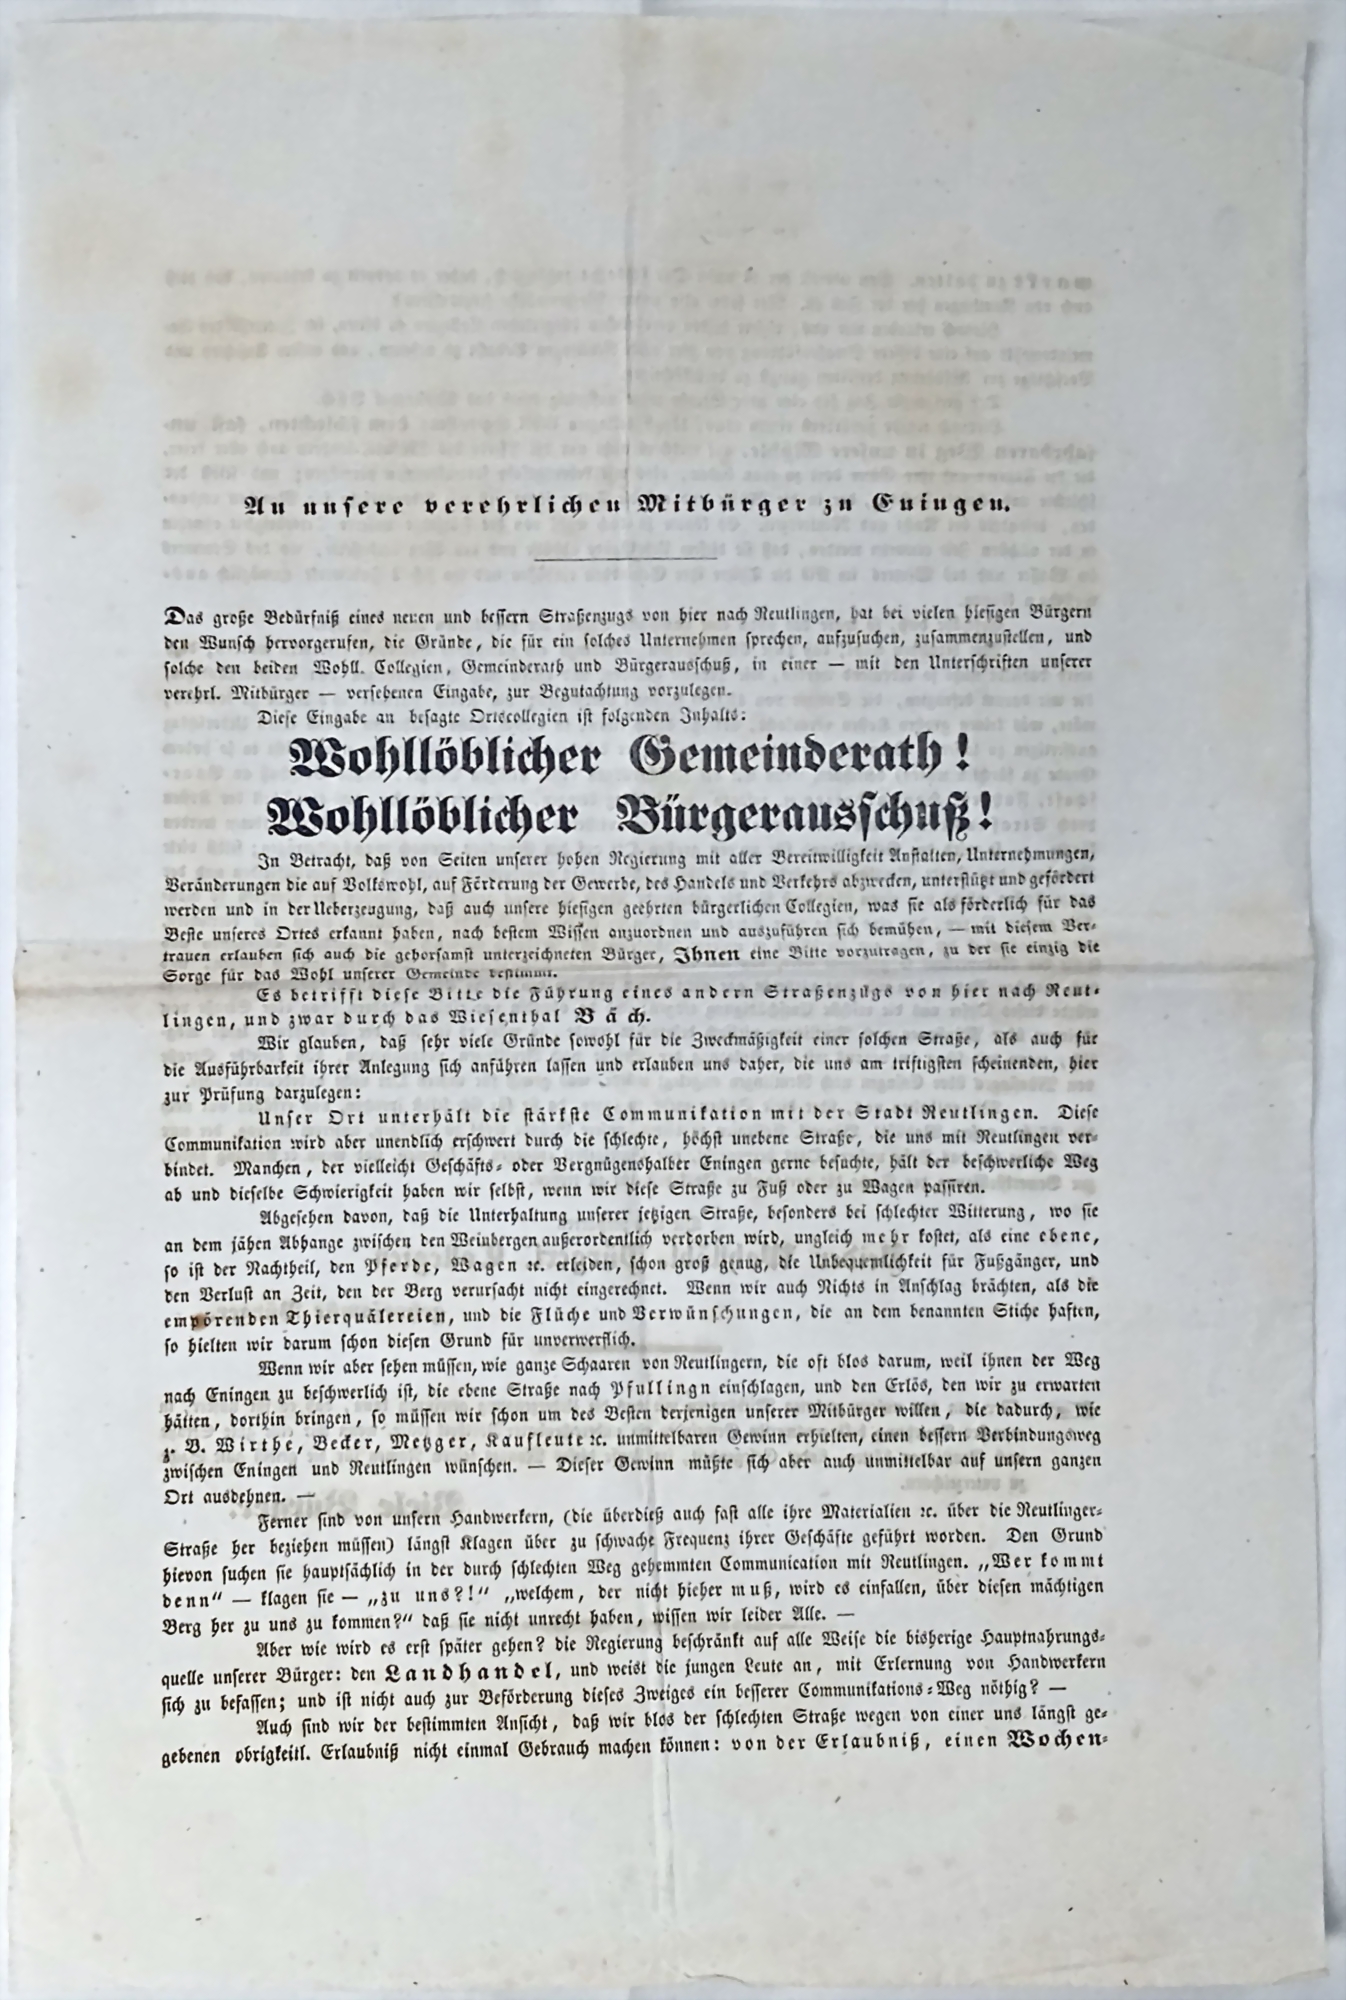 An unsere verehrlichen Mitbürger zu Eningen.
Das große Bedürfniß eines neuen und bessern Straßenzugs von hier nach Reutlingen, hat bei vielen hiesigen Bürgern
den Wunsch hervorgerufen, die Gründe, die für ein solches Unternehmen sprechen, aufzusuchen, zusammenzustellen, und
solche den beiden Wohll. Collegien, Gemeinderath und Bürgerausschuß, in einer — mit den Unterschriften unserer
verehrl. Mitbürger — versehenen Eingabe, zur Begutachtung vorzulegen.
Diese Eingabe an besagte Ortscollegien ist folgenden Inhalts:
Wohllöblicher Gemeinderath!
Wohllöblicher Bürgerausschuß!
In Betracht, daß von Seiten unserer hohen Regierung mit aller Bereitwilligkeit Anstalten, Unternehmungen,
Veränderungen die auf Volkswohl, auf Förderung der Gewerbe, des Handels und Verkehrs abzwecken, unterstützt und gefördert
werden und in der Ueberzeugung, daß auch unsere hiesigen geehrten bürgerlichen Collegien, was sie als förderlich für das
Beste unseres Ortes erkannt haben, nach bestem Wissen anzuordnen und auszuführen sich bemühen, — mit diesem Ver-
trauen erlauben sich auch die gehorsamst unterzeichneten Bürger, Ihnen eine Bitte vorzutragen, zu der sie einzig die
Sorge für das Wohl unserer Gemeinde bestimmt.
Es betrifft diese Bitte die Führung eines andern Straßenzugs von hier nach Reut-
lingen, und zwar durch das Wiesenthal Bäch.
Wir glauben, daß sehr viele Gründe sowohl für die Zweckmäßigkeit einer solchen Straße, als auch für
die Ausführbarkeit ihrer Anlegung sich anführen lassen und erlauben uns daher, die uns am triftigsten scheinenden, hier
zur Prüfung darzulegen:
Unser Ort unterhält die stärkste Communikation mit der Stadt Reutlingen. Diese
Communikation wird aber unendlich erschwert durch die schlechte, höchst unebene Straße, die uns mit Reutlingen ver-
bindet. Manchen, der vielleicht Geschäfts- oder Vergnügenshalber Eningen gerne besuchte, hält der beschwerliche Weg
ab und dieselbe Schwierigkeit haben wir selbst, wenn wir diese Straße zu Fuß oder zu Wagen passiren.
Abgesehen davon, daß die Unterhaltung unserer jetzigen Straße, besonders bei schlechter Witterung, wo sie
an dem jähen Abhange zwischen den Weinbergen außerordentlich verdorben wird, ungleich mehr kostet, als eine ebene,
so ist der Nachtheil, den Pferde, Wagen ꝛc. erleiden, schon groß genug, die Unbequemlichkeit für Fußgänger, und
den Verlust an Zeit, den der Berg verursacht nicht eingerechnet. Wenn wir auch Nichts in Anschlag brächten, als die
empörenden Thierquälereien, und die Flüche und Verwünschungen, die an dem benannten Stiche haften,
so hielten wir darum schon diesen Grund für unverwerflich.
Wenn wir aber sehen müssen, wie ganze Schaaren von Reutlingern, die oft blos darum, weil ihnen der Weg
nach Eningen zu beschwerlich ist, die ebene Straße nach Pfullingn einschlagen, und den Erlös, den wir zu erwarten
hätten, dorthin bringen, so müssen wir schon um des Besten derjenigen unserer Mitbürger willen, die dadurch, wie
z. B. Wirthe, Becker, Metzger, Kaufleute ꝛc. unmittelbaren Gewinn erhielten, einen bessern Verbindungsweg
zwischen Eningen und Reutlingen wünschen. — Dieser Gewinn müßte sich aber auch unmittelbar auf unsern ganzen
Ort ausdehnen. —
Ferner sind von unsern Handwerkern, (die überdieß auch fast alle ihre Materialien ꝛc. über die Reutlinger-
Straße her beziehen müssen) längst Klagen über zu schwache Frequenz ihrer Geschäfte geführt worden. Den Grund
hievon suchen sie hauptsächlich in der durch schlechten Weg gehemmten Communication mit Reutlingen. „Wer kommt
denn“ — klagen sie — „zu uns?!“ „welchem, der nicht hieher muß, wird es einfallen, über diesen mächtigen
Berg her zu uns zu kommen?“ daß sie nicht unrecht haben, wissen wir leider Alle. —
Aber wie wird es erst später gehen? die Regierung beschränkt auf alle Weise die bisherige Hauptnahrungs-
quelle unserer Bürger: den Landhandel, und weist die jungen Leute an, mit Erlernung von Handwerkern
sich zu befassen; und ist nicht auch zur Beförderung dieses Zweiges ein besserer Communikations-Weg nöthig? —
Auch sind wir der bestimmten Ansicht, daß wir blos der schlechten Straße wegen von einer uns längst ge-
gebenen obrigkeitl. Erlaubniß nicht einmal Gebrauch machen können: von der Erlaubniß, einen Wochen-